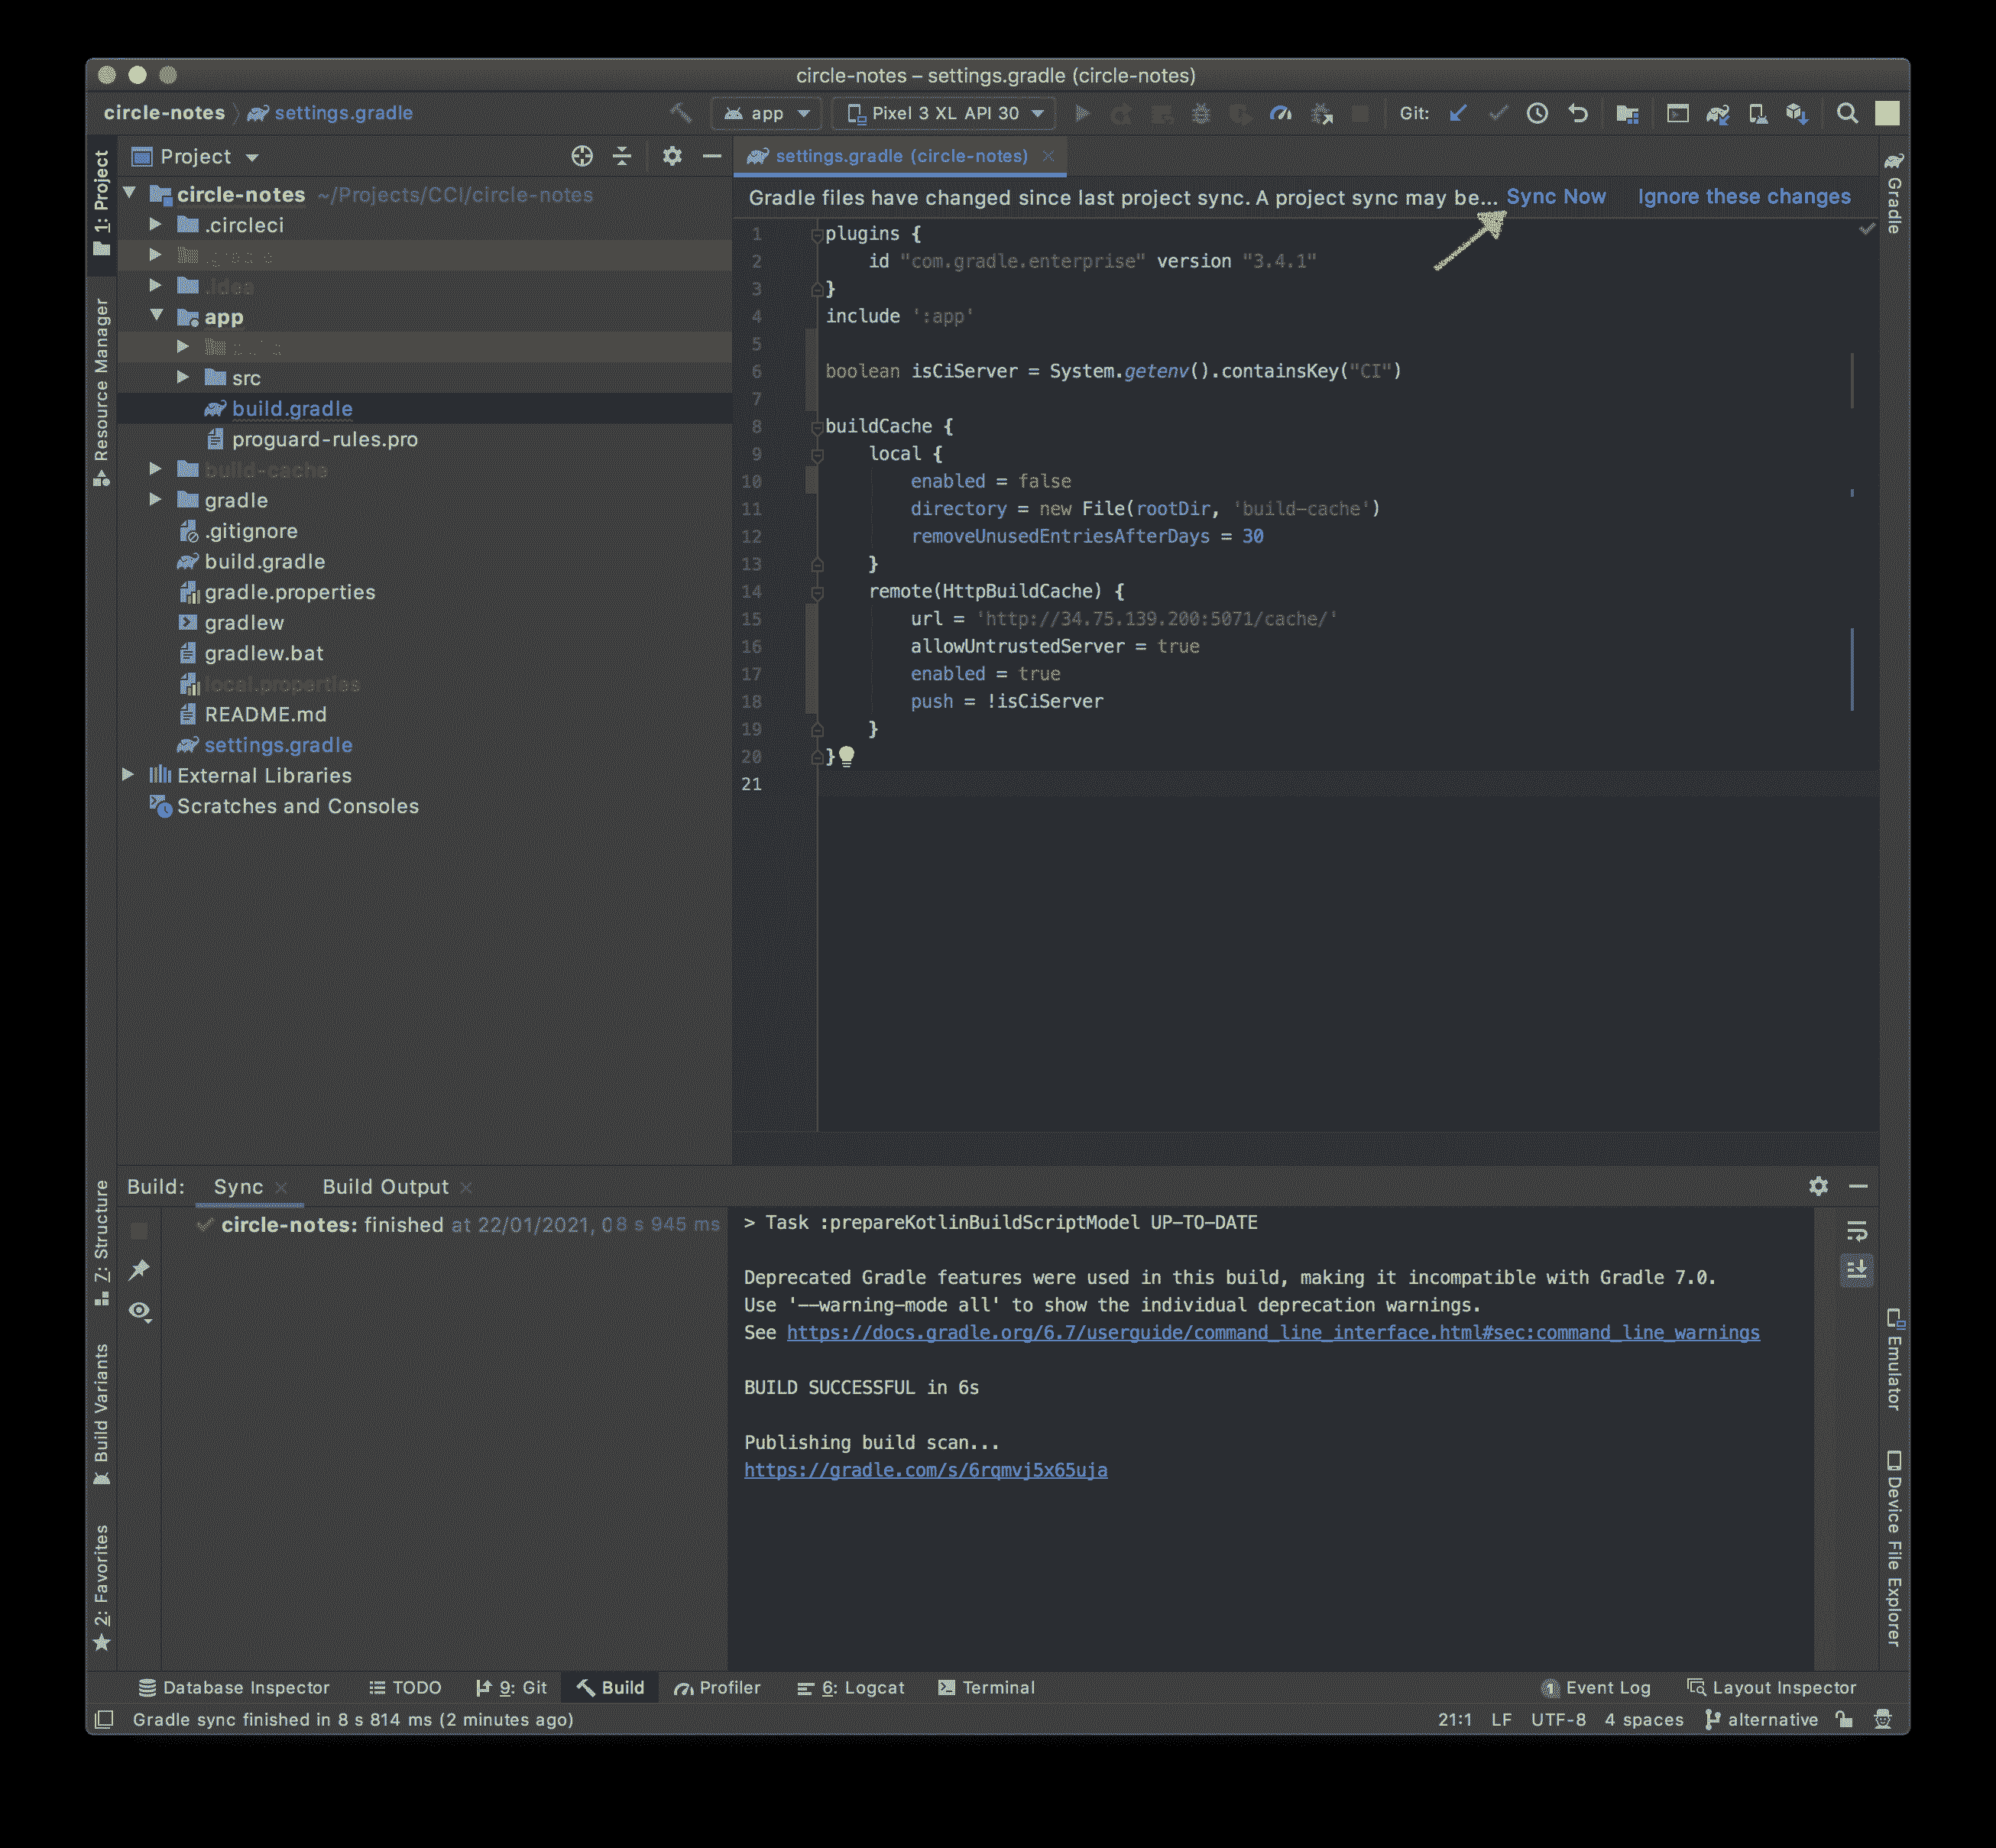 circle-notes – settings.gradle (circle-notes)
circle-notes settings.gradle
app
Pixel 3 XL API 30
Git:
1: Project
Resource Manager
7: Structure
Build Variants
2: Favorites
Project
circle-notes ~/Projects/CCI/circle-notes
.circleci
.idea
app
src
build.gradle
proguard-rules.pro
build-cache
gradle
.gitignore
build.gradle
gradle.properties
gradlew
gradlew.bat
local.properties
README.md
settings.gradle
External Libraries
Scratches and Consoles
settings.gradle (circle-notes)
Gradle files have changed since last project sync. A project sync may be... Sync Now Ignore these changes
1 plugins {
2 id "com.gradle.enterprise" version "3.4.1"
3 }
4 include ':app'
5
6 boolean isCiServer = System.getenv().containsKey("CI")
7
8 buildCache {
9 local {
10 enabled = false
11 directory = new File(rootDir, 'build-cache')
12 removeUnusedEntriesAfterDays = 30
13 }
14 remote(HttpBuildCache) {
15 url = 'http://34.75.139.200:5071/cache/'
16 allowUntrustedServer = true
17 enabled = true
18 push = !isCiServer
19 }
20 }
21
Gradle
Emulator
Device File Explorer
Build: Sync Build Output
circle-notes: finished at 22/01/2021, 0 8 s 945 ms
> Task :prepareKotlinBuildScriptModel UP-TO-DATE
Deprecated Gradle features were used in this build, making it incompatible with Gradle 7.0.
Use '--warning-mode all' to show the individual deprecation warnings.
See https://docs.gradle.org/6.7/userguide/command_line_interface.html#sec:command_line_warnings
BUILD SUCCESSFUL in 6s
Publishing build scan...
https://gradle.com/s/6rqmvj5x65uja
Database Inspector TODO 9: Git Build Profiler 6: Logcat Terminal 1 Event Log Layout Inspector
Gradle sync finished in 8 s 814 ms (2 minutes ago) 21:1 LF UTF-8 4 spaces alternative